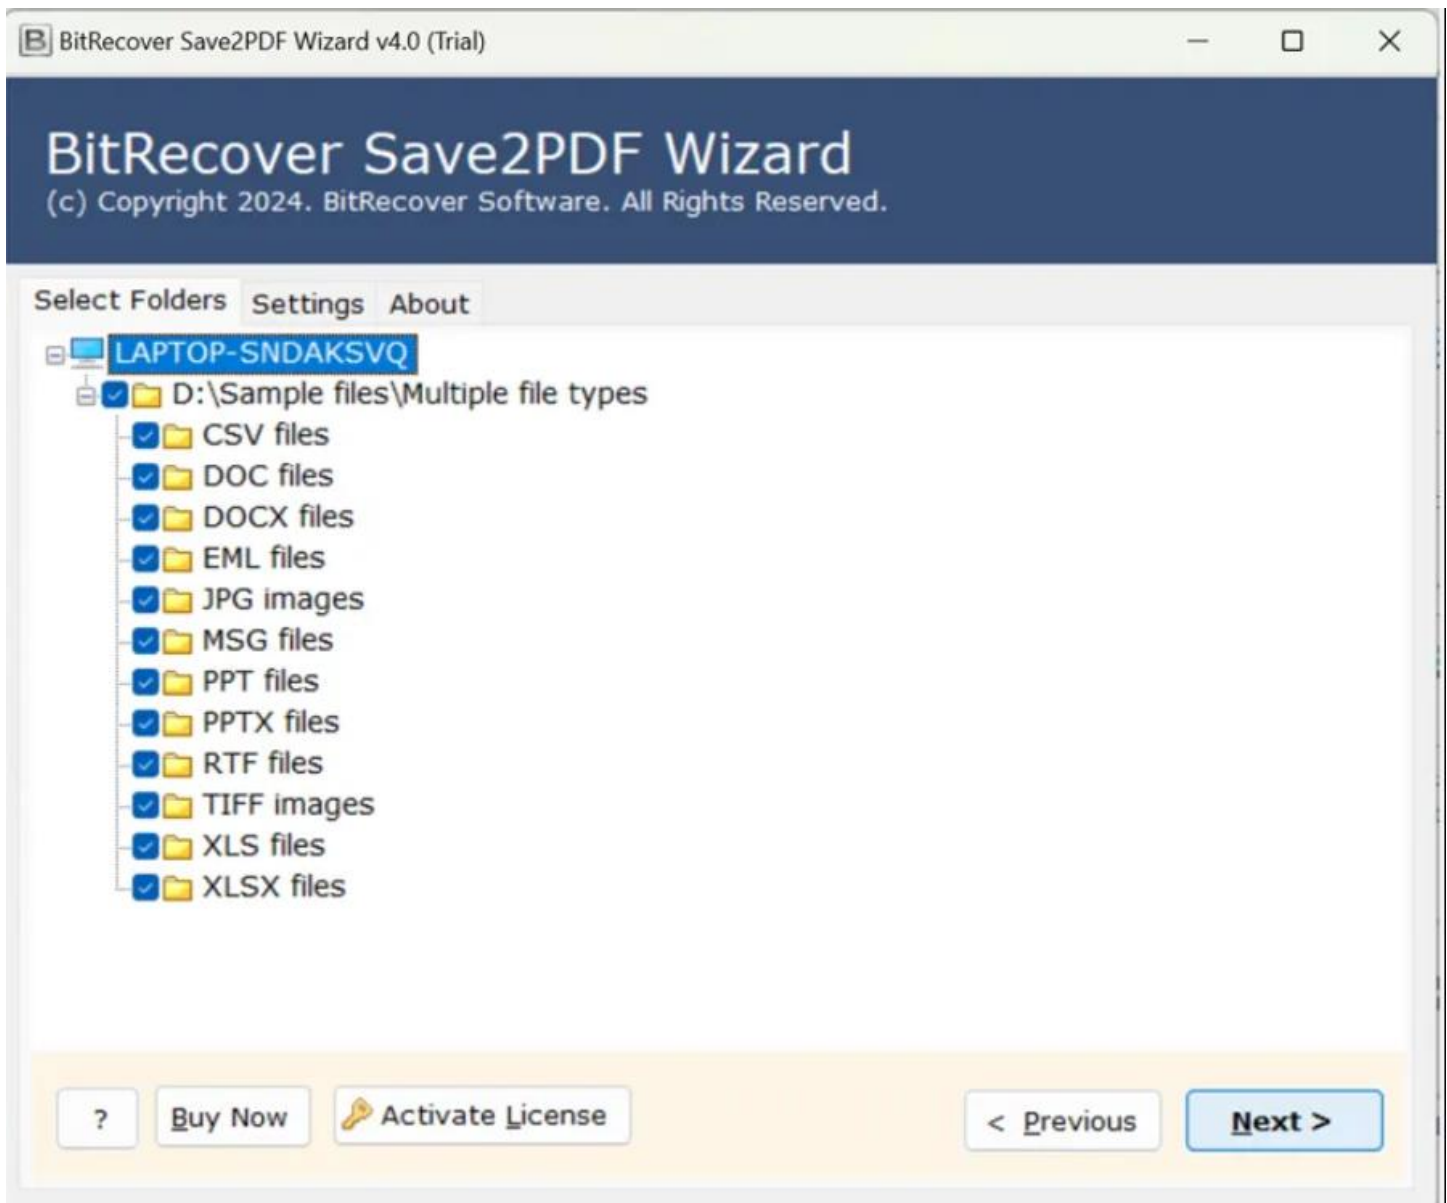 BitRecover Save2PDF Wizard v4.0 (Trial)
BitRecover Save2PDF Wizard
(c) Copyright 2024. BitRecover Software. All Rights Reserved.
Select Folders Settings About
LAPTOP-SNDAKSVQ
D:\Sample files\Multiple file types
CSV files
DOC files
DOCX files
EML files
JPG images
MSG files
PPT files
PPTX files
RTF files
TIFF images
XLS files
XLSX files
? Buy Now Activate License < Previous Next >